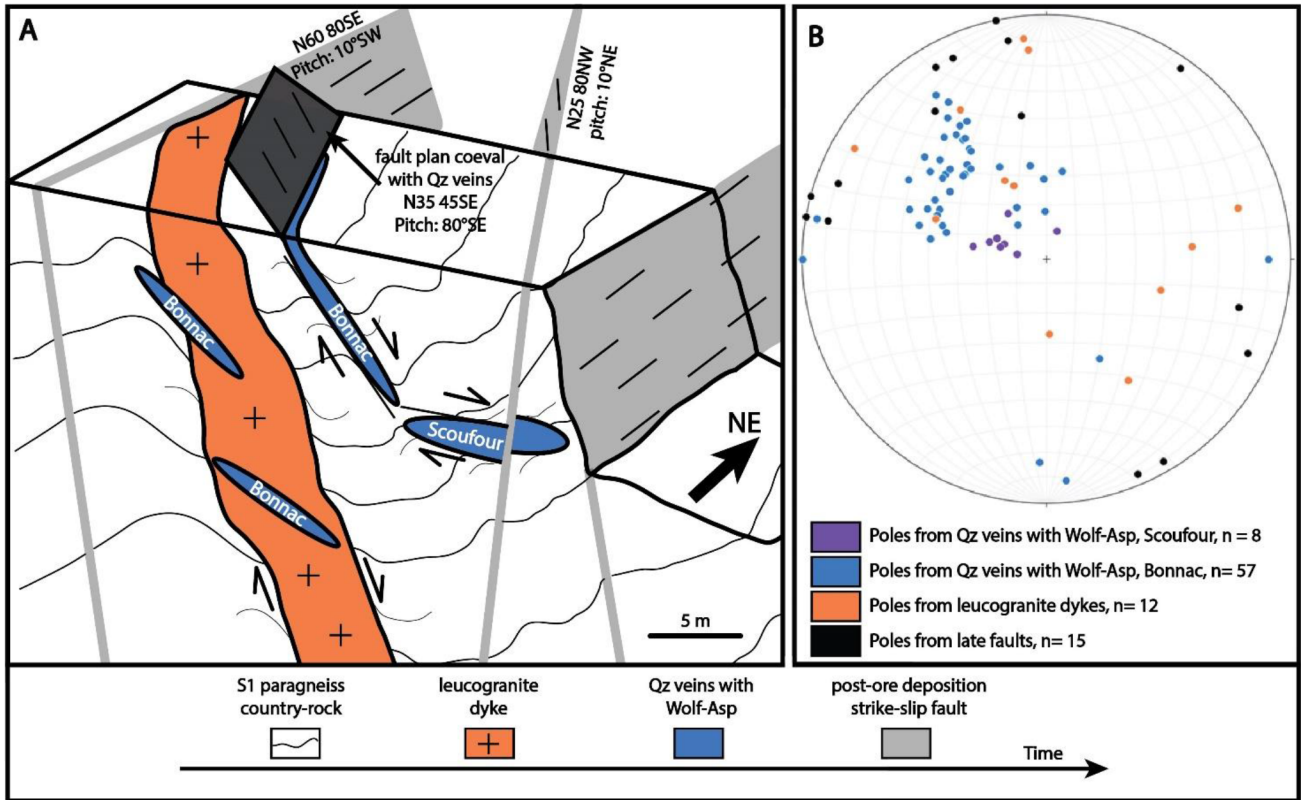 A
N60 80SE
Pitch: 10°SW
N25 80NW
pitch: 10°NE
fault plan coeval
with Qz veins
N35 45SE
Pitch: 80°SE
Bonnac
Bonnac
Scoufour
Bonnac
NE
5 m
B
Poles from Qz veins with Wolf-Asp, Scoufour, n = 8
Poles from Qz veins with Wolf-Asp, Bonnac, n= 57
Poles from leucogranite dykes, n= 12
Poles from late faults, n= 15
S1 paragneiss
country-rock
leucogranite
dyke
Qz veins with
Wolf-Asp
post-ore deposition
strike-slip fault
Time